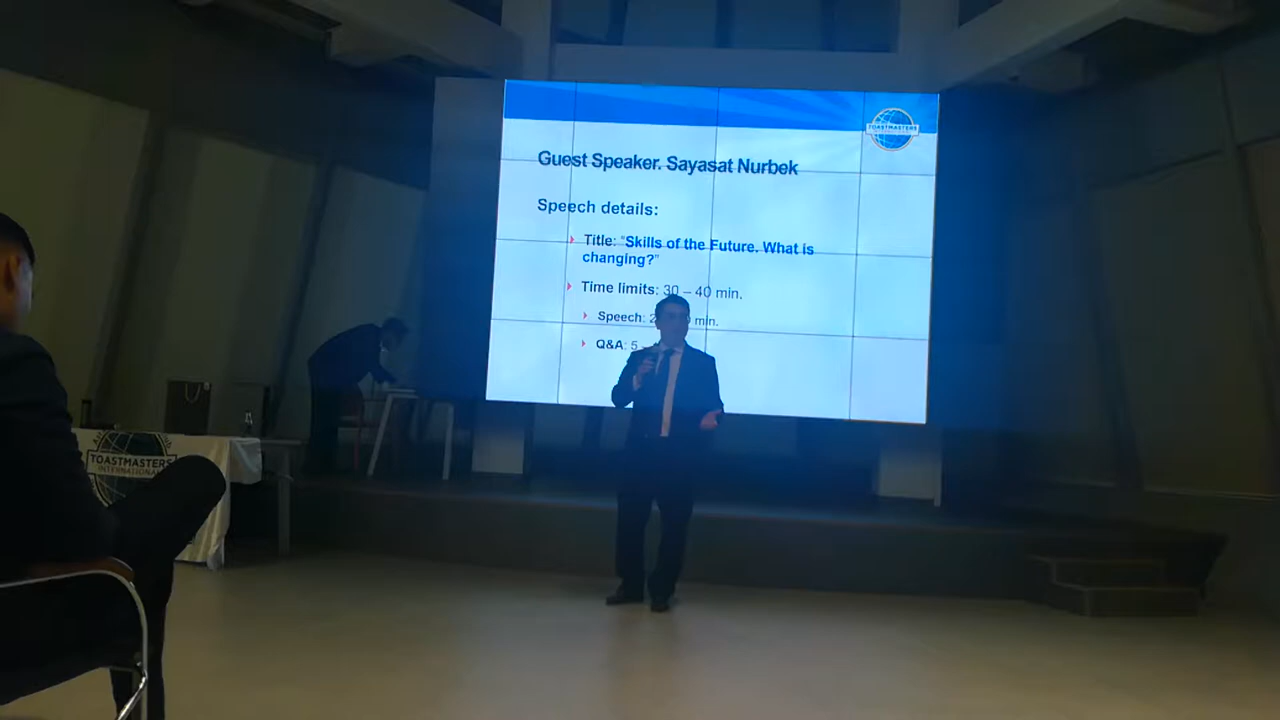 TOASTMASTERS
Guest Speaker. Sayasat Nurbek
Speech details:
Title: "Skills of the Future. What is
changing?"
Time limits: 30 – 40 min.
Speech: min.
Q&A: 5
TOASTMASTERS
INTERNATIONAL